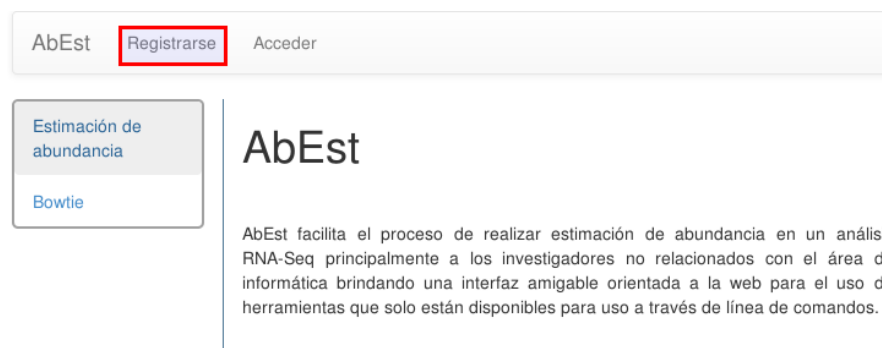 AbEst Registrarse Acceder
Estimación de
abundancia
Bowtie
AbEst
AbEst facilita el proceso de realizar estimación de abundancia en un
RNA-Seq principalmente a los investigadores no relacionados con el área
informática brindando una interfaz amigable orientada a la web para el uso
herramientas que solo están disponibles para uso a través de línea de comandos.